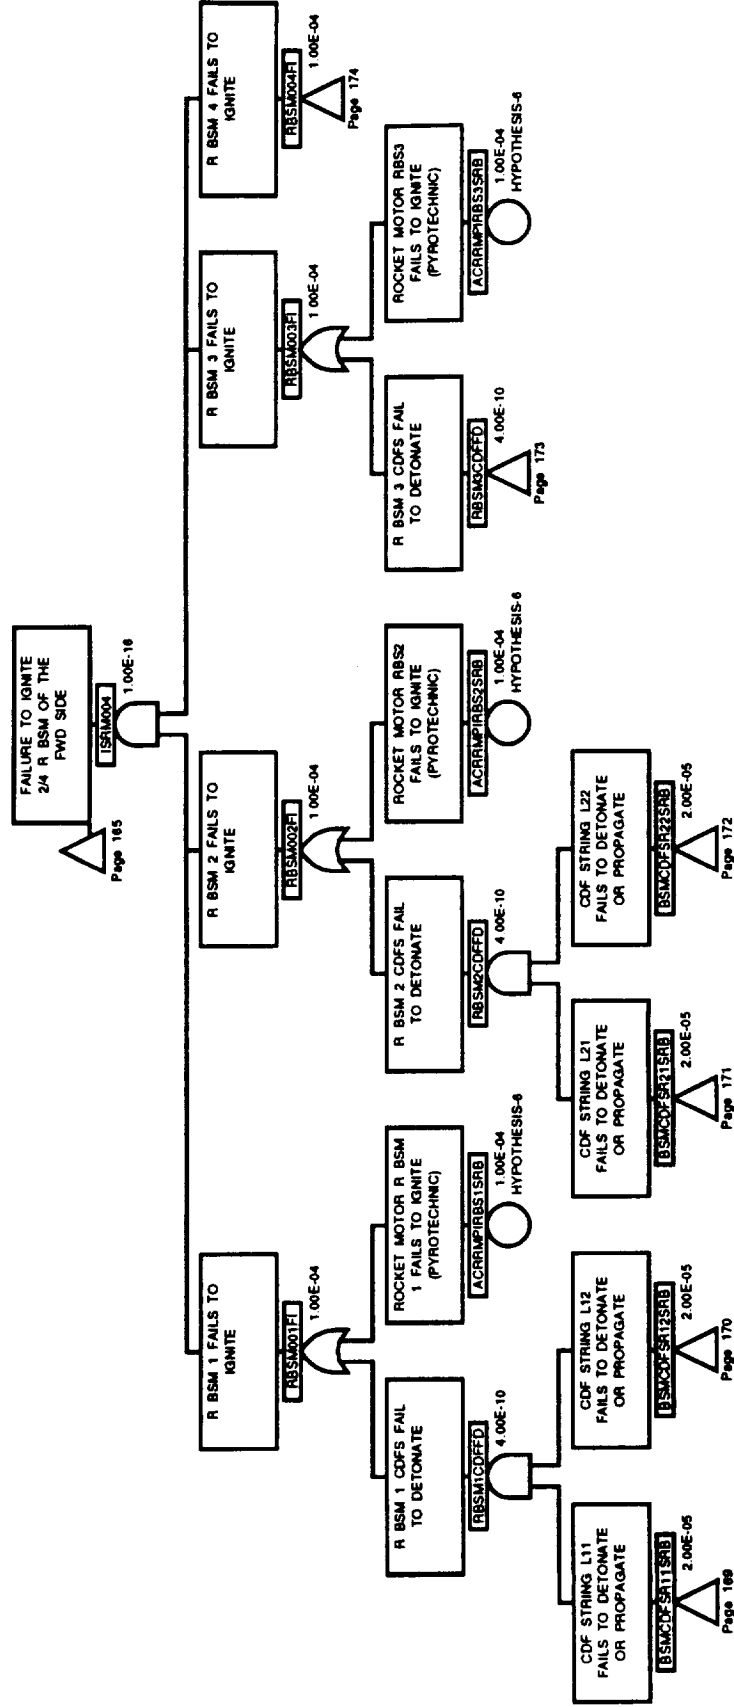 FAILURE TO IGNITE
2/4 R BSM OF THE
FWD SIDE
ISRM004
1.00E-16
Page 165
R BSM 1 FAILS TO
IGNITE
RBSM001FI
1.00E-04
R BSM 2 FAILS TO
IGNITE
RBSM002FI
1.00E-04
R BSM 3 FAILS TO
IGNITE
RBSM003FI
1.00E-04
R BSM 4 FAILS TO
IGNITE
RBSM004FI
1.00E-04
Page 174
R BSM 1 CDFS FAIL
TO DETONATE
RBSM1CDFFD
4.00E-10
ROCKET MOTOR R BSM
1 FAILS TO IGNITE
(PYROTECHNIC)
ACRRMPIRBS1SRB
1.00E-04
HYPOTHESIS-6
R BSM 2 CDFS FAIL
TO DETONATE
RBSM2CDFFD
4.00E-10
ROCKET MOTOR RBS2
FAILS TO IGNITE
(PYROTECHNIC)
ACRRMPIRBS2SRB
1.00E-04
HYPOTHESIS-6
R BSM 3 CDFS FAIL
TO DETONATE
RBSM3CDFFD
4.00E-10
Page 173
ROCKET MOTOR RBS3
FAILS TO IGNITE
(PYROTECHNIC)
ACRRMPIRBS3SRB
1.00E-04
HYPOTHESIS-6
CDF STRING L11
FAILS TO DETONATE
OR PROPAGATE
BSMCDFSR11SRB
2.00E-05
Page 169
CDF STRING L12
FAILS TO DETONATE
OR PROPAGATE
BSMCDFSR12SRB
2.00E-05
Page 170
CDF STRING L21
FAILS TO DETONATE
OR PROPAGATE
BSMCDFSR21SRB
2.00E-05
Page 171
CDF STRING L22
FAILS TO DETONATE
OR PROPAGATE
BSMCDFSR22SRB
2.00E-05
Page 172